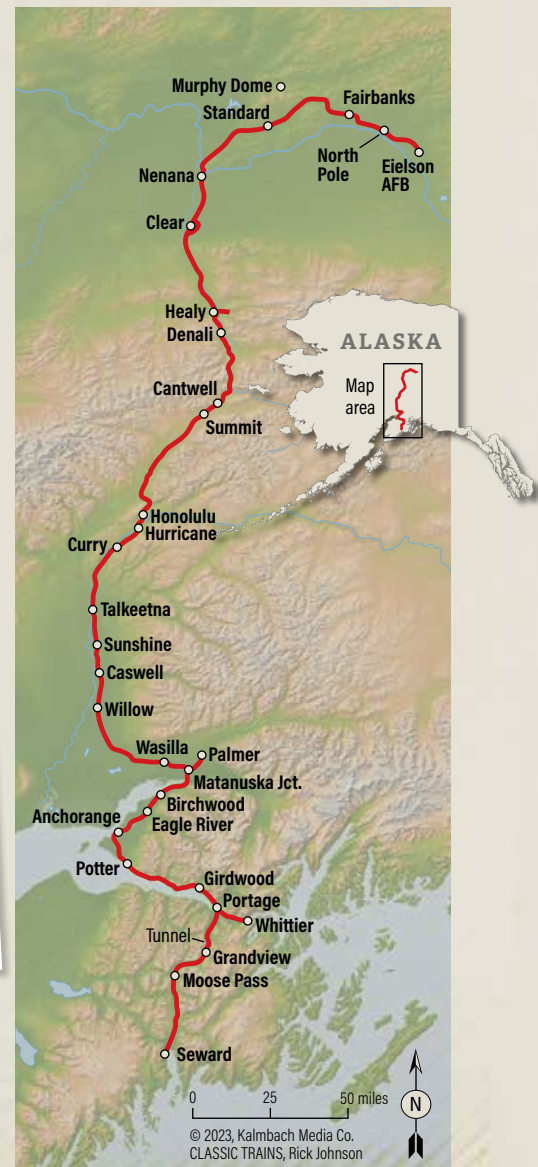 Murphy Dome
Fairbanks
Standard
North
Pole
Eielson
AFB
Nenana
Clear
Healy
Denali
ALASKA
Map
area
Cantwell
Summit
Honolulu
Hurricane
Curry
Talkeetna
Sunshine
Caswell
Willow
Wasilla
Palmer
Matanuska Jct.
Birchwood
Anchorange
Eagle River
Potter
Girdwood
Portage
Whittier
Tunnel
Grandview
Moose Pass
Seward
0 25 50 miles
N
© 2023, Kalmbach Media Co.
CLASSIC TRAINS, Rick Johnson